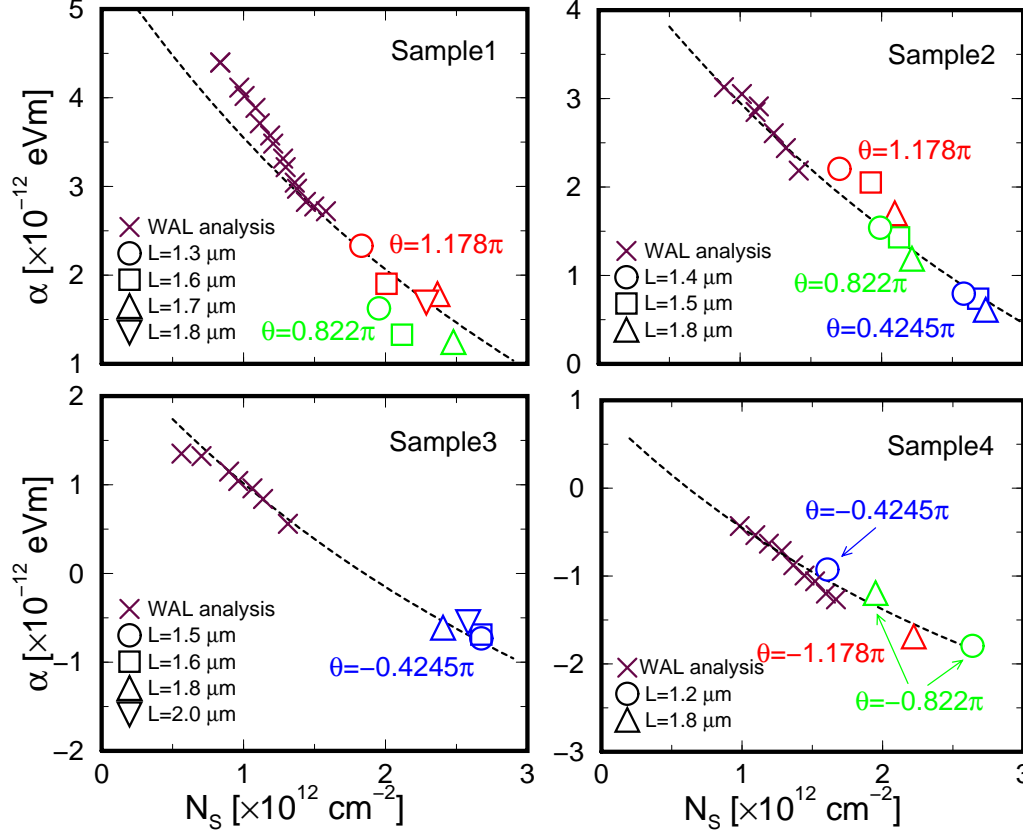 5
4
3
2
1
α [×10⁻¹² eVm]
Sample1
WAL analysis
L=1.3 μm
L=1.6 μm
L=1.7 μm
L=1.8 μm
θ=1.178π
θ=0.822π
4
3
2
1
0
Sample2
WAL analysis
L=1.4 μm
L=1.5 μm
L=1.8 μm
θ=1.178π
θ=0.822π
θ=0.4245π
2
1
0
−1
−2
α [×10⁻¹² eVm]
Sample3
WAL analysis
L=1.5 μm
L=1.6 μm
L=1.8 μm
L=2.0 μm
θ=−0.4245π
0 1 2 3
N_S [×10¹² cm⁻²]
1
0
−1
−2
−3
Sample4
θ=−0.4245π
θ=−1.178π
θ=−0.822π
WAL analysis
L=1.2 μm
L=1.8 μm
0 1 2 3
N_S [×10¹² cm⁻²]